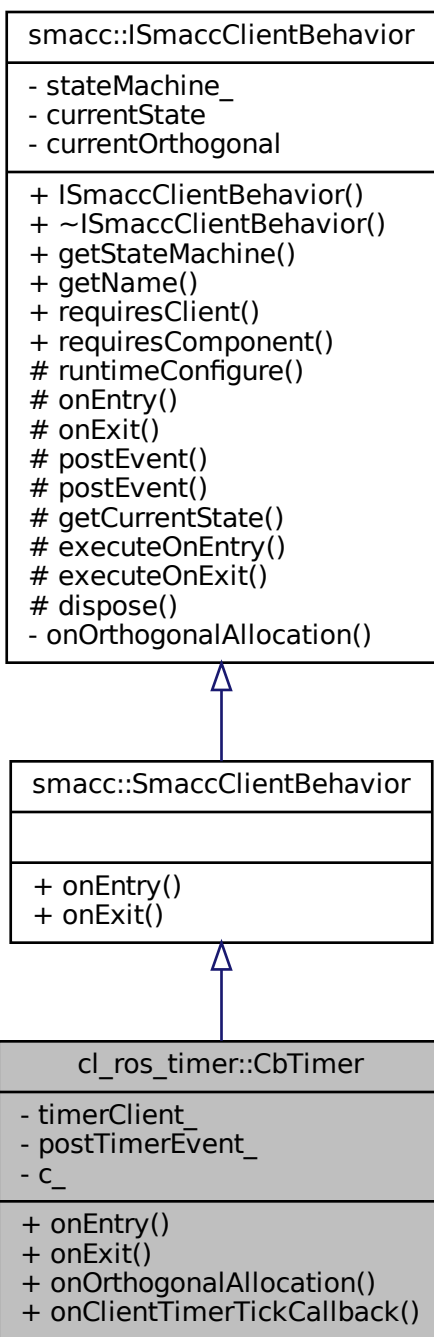 smacc::ISmaccClientBehavior
- stateMachine_
- currentState
- currentOrthogonal
+ ISmaccClientBehavior()
+ ~ISmaccClientBehavior()
+ getStateMachine()
+ getName()
+ requiresClient()
+ requiresComponent()
# runtimeConfigure()
# onEntry()
# onExit()
# postEvent()
# postEvent()
# getCurrentState()
# executeOnEntry()
# executeOnExit()
# dispose()
- onOrthogonalAllocation()
smacc::SmaccClientBehavior
+ onEntry()
+ onExit()
cl_ros_timer::CbTimer
- timerClient_
- postTimerEvent_
- c_
+ onEntry()
+ onExit()
+ onOrthogonalAllocation()
+ onClientTimerTickCallback()